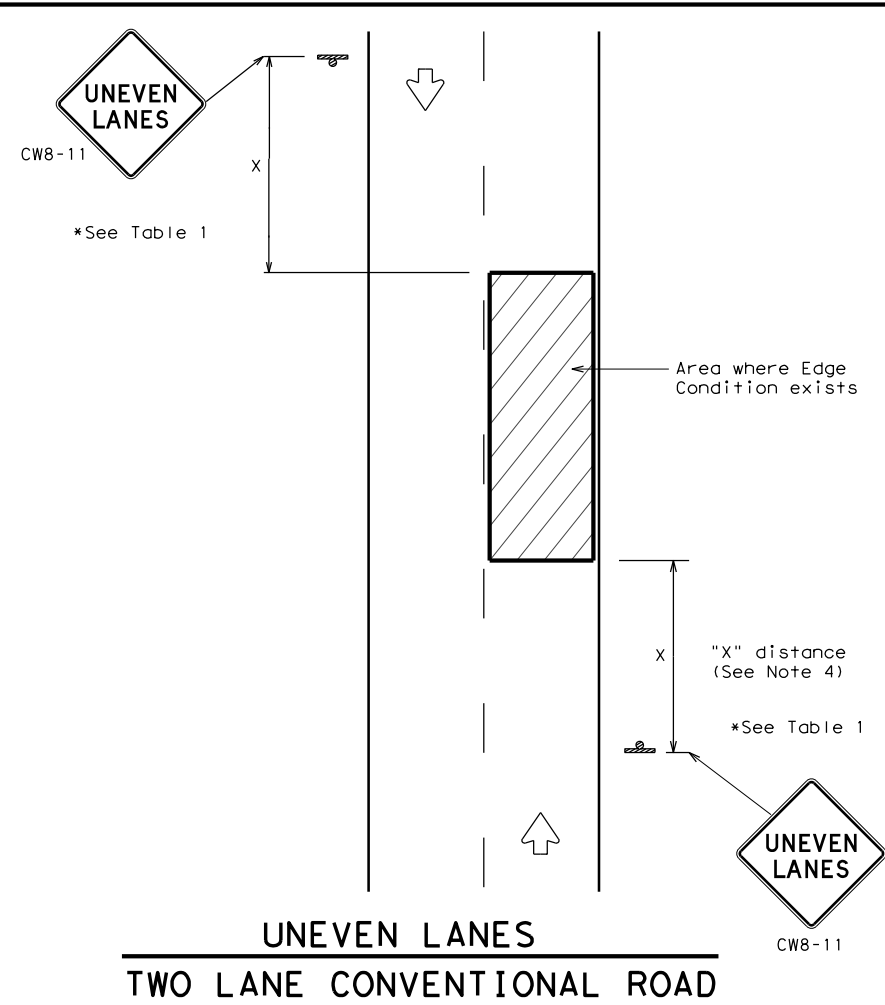 UNEVEN
LANES
CW8-11
X
*See Table 1
Area where Edge
Condition exists
X
"X" distance
(See Note 4)
*See Table 1
UNEVEN
LANES
CW8-11
UNEVEN LANES
TWO LANE CONVENTIONAL ROAD